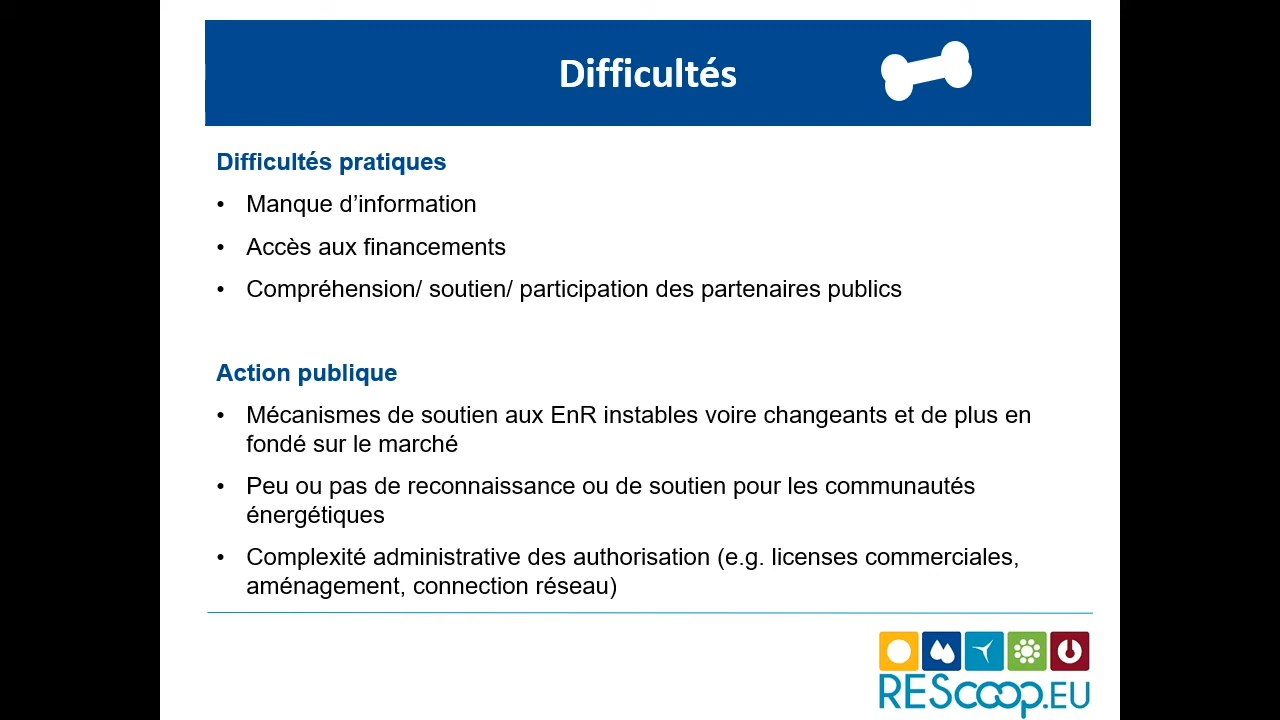 Difficultés
Difficultés pratiques
• Manque d’information
• Accès aux financements
• Compréhension/ soutien/ participation des partenaires publics
Action publique
• Mécanismes de soutien aux EnR instables voire changeants et de plus en
fondé sur le marché
• Peu ou pas de reconnaissance ou de soutien pour les communautés
énergétiques
• Complexité administrative des authorisation (e.g. licenses commerciales,
aménagement, connection réseau)
REScoop.EU